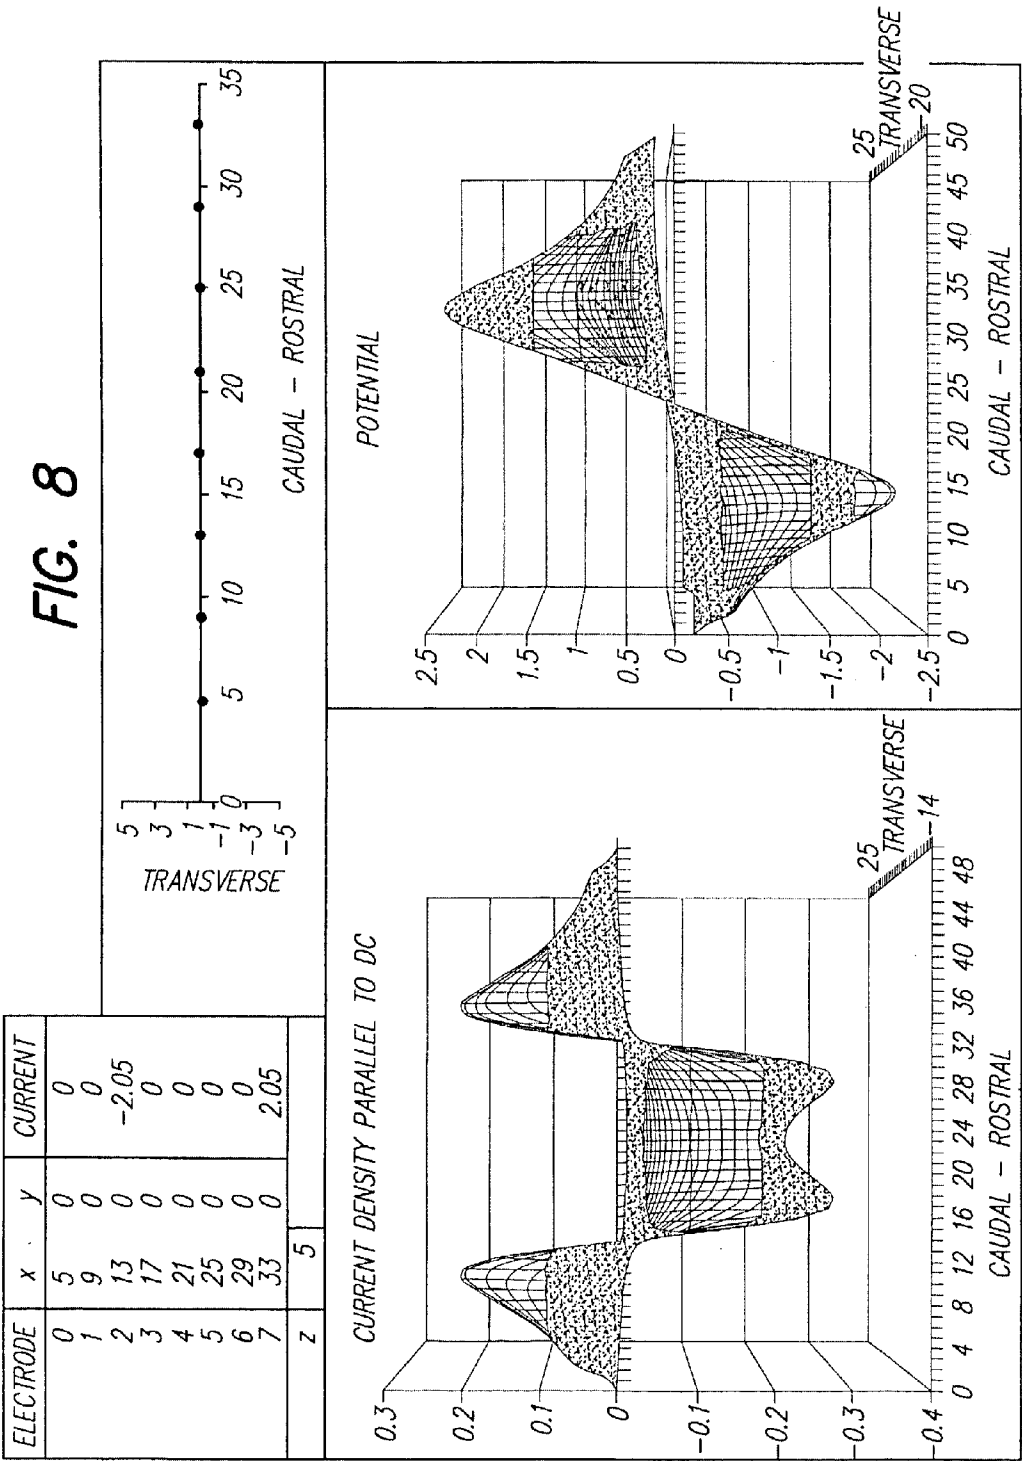 FIG. 8
ELECTRODE x y CURRENT
0 5 0 0
1 9 0 0
2 13 0 -2.05
3 17 0 0
4 21 0 0
5 25 0 0
6 29 0 0
7 33 0 2.05
z 5
TRANSVERSE
5
3
1
-1
-3
-5
0 5 10 15 20 25 30 35
CAUDAL - ROSTRAL
CURRENT DENSITY PARALLEL TO DC
0.3
0.2
0.1
0
-0.1
-0.2
-0.3
-0.4
0 4 8 12 16 20 24 28 32 36 40 44 48
CAUDAL - ROSTRAL
25
TRANSVERSE
-14
POTENTIAL
2.5
2
1.5
1
0.5
0
-0.5
-1
-1.5
-2
-2.5
0 5 10 15 20 25 30 35 40 45 50
CAUDAL - ROSTRAL
25
TRANSVERSE
-20